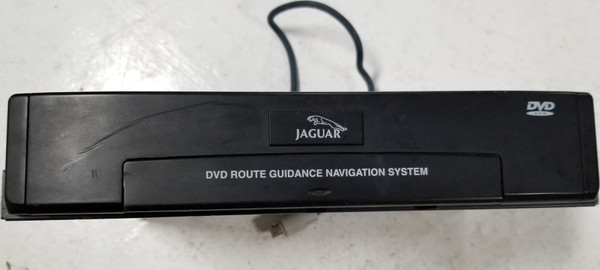 JAGUAR
DVD
DVD ROUTE GUIDANCE NAVIGATION SYSTEM